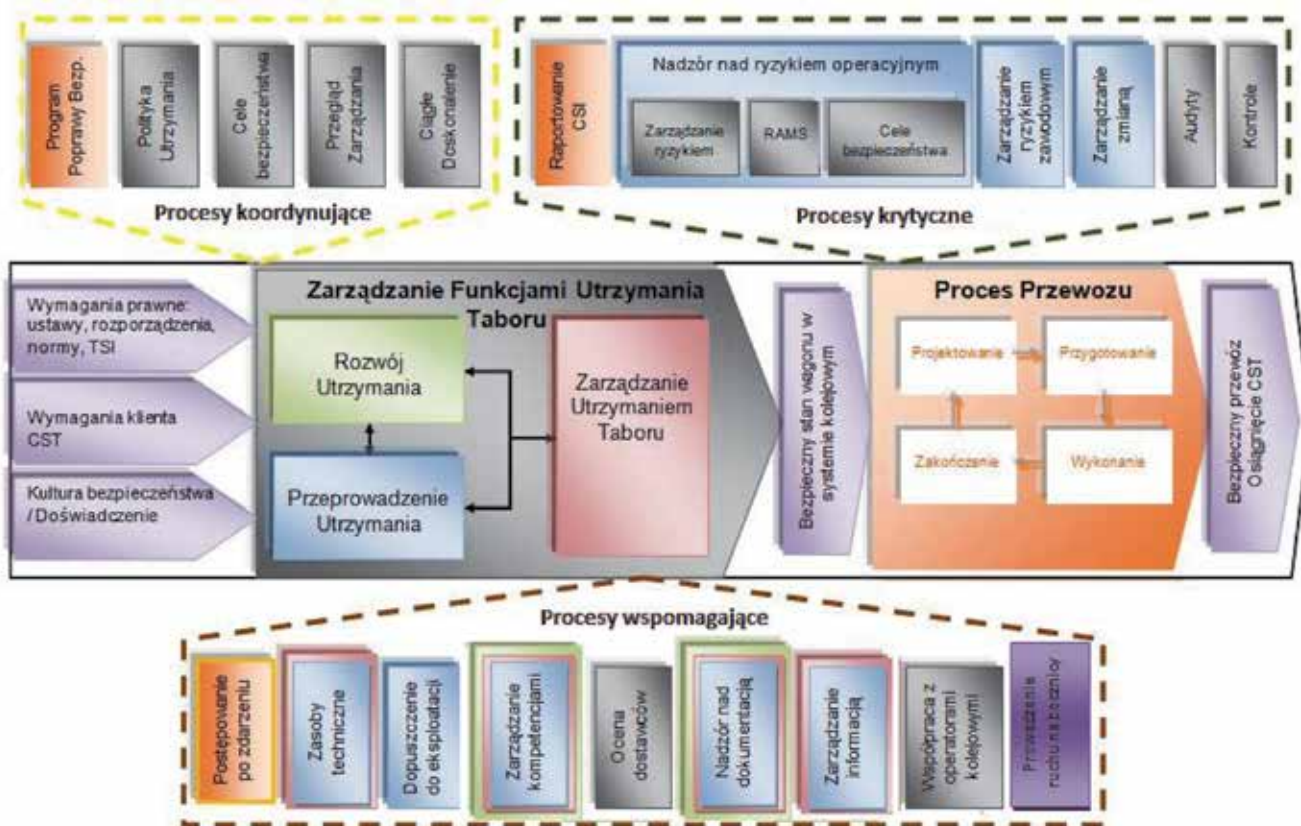 Program
Poprawy Bezp.
Polityka
Utrzymania
Cele
bezpieczeństwa
Przegląd
Zarządzania
Ciągłe
Doskonalenie
Procesy koordynujące
Raportowanie
CSI
Nadzór nad ryzykiem operacyjnym
Zarządzanie
ryzykiem
RAMS
Cele
bezpieczeństwa
Zarządzanie
ryzykiem
zawodowym
Zarządzanie
zmianą
Audyty
Kontrole
Procesy krytyczne
Wymagania prawne:
ustawy, rozporządzenia,
normy, TSI
Wymagania klienta
CST
Kultura bezpieczeństwa
/ Doświadczenie
Zarządzanie Funkcjami Utrzymania
Taboru
Rozwój
Utrzymania
Przeprowadzenie
Utrzymania
Zarządzanie
Utrzymaniem
Taboru
Bezpieczny stan wagonu w
systemie kolejowym
Proces Przewozu
Projektowanie
Przygotowanie
Zakończenie
Wykonanie
Bezpieczny przewóz
Osiągnięcie CST
Procesy wspomagające
Postępowanie
po zdarzeniu
Zasoby
techniczne
Dopuszczenie
do eksploatacji
Zarządzanie
kompetencjami
Ocena
dostawców
Nadzór nad
dokumentacją
Zarządzanie
informacją
Współpraca z
operatorami
kolejowymi
Prowadzenie
ruchu na bocznicy